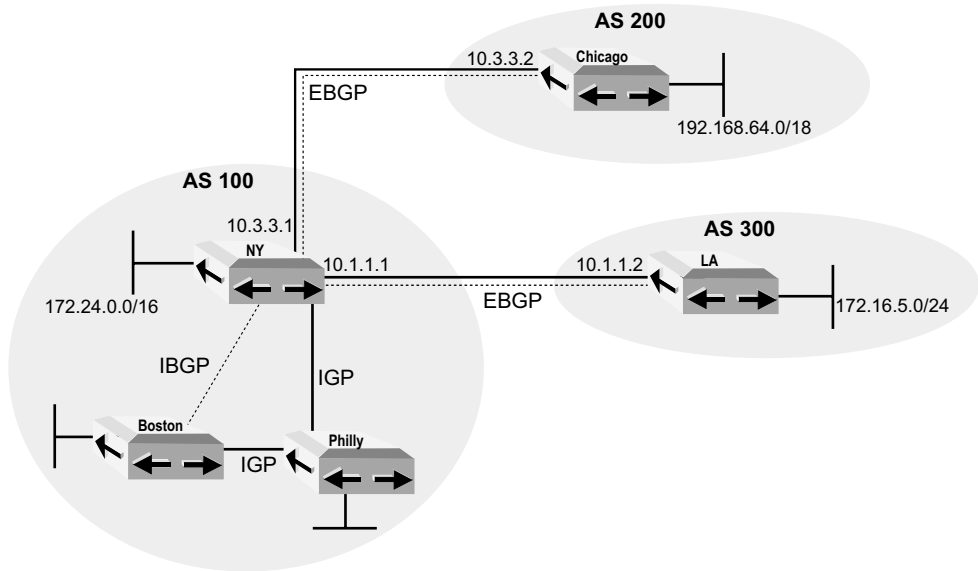 AS 200
10.3.3.2
Chicago
EBGP
192.168.64.0/18
AS 100
10.3.3.1
NY
AS 300
10.1.1.1
10.1.1.2
LA
EBGP
172.24.0.0/16
172.16.5.0/24
IBGP
IGP
Boston
Philly
IGP